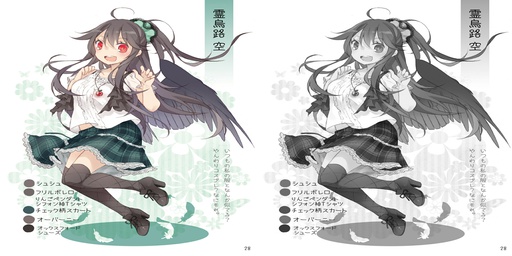 霊烏路 空
シュシュ
フリルボレロ
りんごペンダント
シフォン袖Tシャツ
チェック柄スカート
オーバーニー
オックスフォード
シューズ
78
霊烏路 空
シュシュ
フリルボレロ
りんごペンダント
シフォン袖Tシャツ
チェック柄スカート
オーバーニー
オックスフォード
シューズ
78